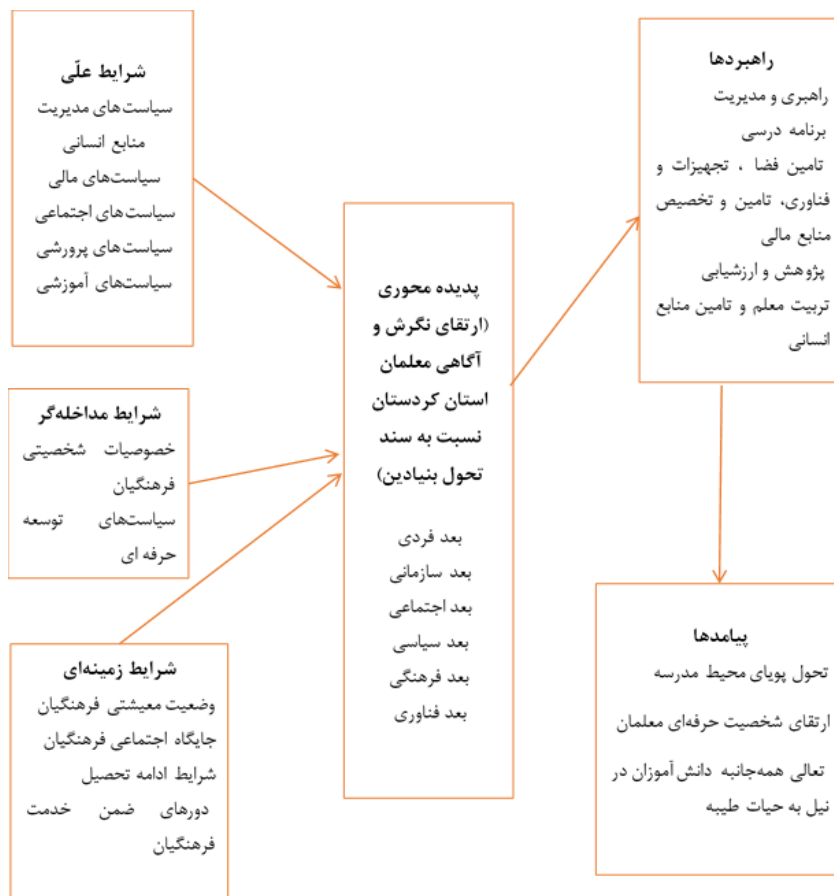 شرایط علّی
سیاست‌های مدیریت
منابع انسانی
سیاست‌های مالی
سیاست‌های اجتماعی
سیاست‌های پرورشی
سیاست‌های آموزشی
شرایط مداخله‌گر
خصوصیات شخصیتی
فرهنگیان
سیاست‌های توسعه
حرفه ای
شرایط زمینه‌ای
وضعیت معیشتی فرهنگیان
جایگاه اجتماعی فرهنگیان
شرایط ادامه تحصیل
دورهای ضمن خدمت
فرهنگیان
پدیده محوری
(ارتقای نگرش و
آگاهی معلمان
استان کردستان
نسبت به سند
تحول بنیادین)
بعد فردی
بعد سازمانی
بعد اجتماعی
بعد سیاسی
بعد فرهنگی
بعد فناوری
راهبردها
راهبری و مدیریت
برنامه درسی
تامین فضا ، تجهیزات و
فناوری، تامین و تخصیص
منابع مالی
پژوهش و ارزشیابی
تربیت معلم و تامین منابع
انسانی
پیامدها
تحول پویای محیط مدرسه
ارتقای شخصیت حرفه‌ای معلمان
تعالی همه‌جانبه دانش آموزان در
نیل به حیات طیبه